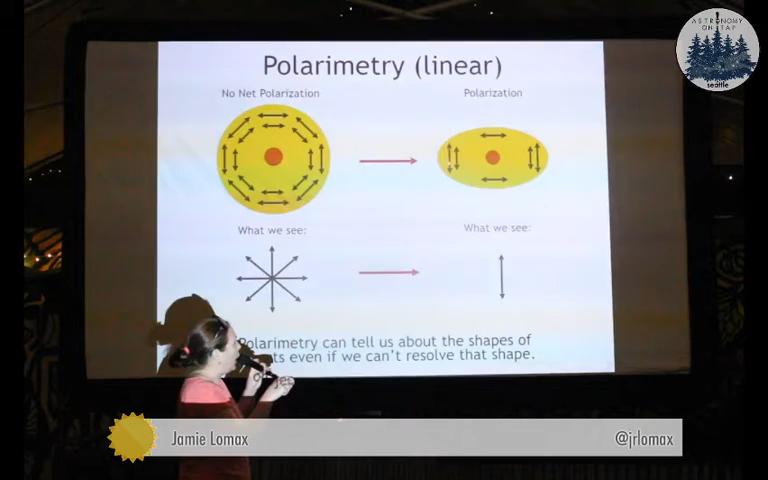 ASTRONOMY
ON TAP
seattle
Polarimetry (linear)
No Net Polarization
Polarization
What we see:
What we see:
Polarimetry can tell us about the shapes of
objects even if we can't resolve that shape.
Jamie Lomax
@jrlomax